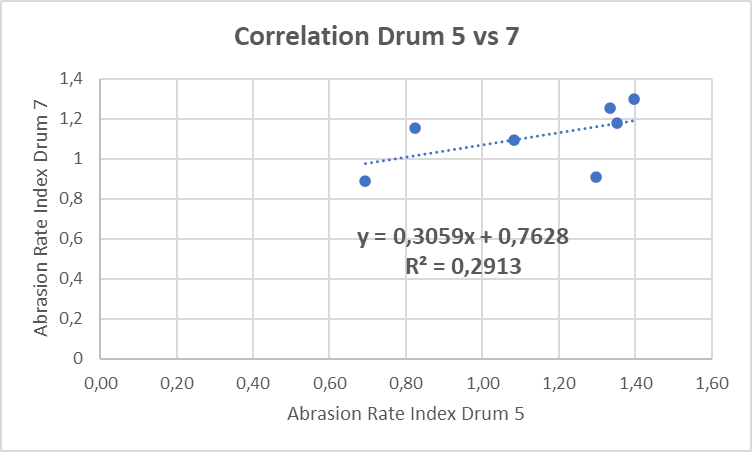 Correlation Drum 5 vs 7
Abrasion Rate Index Drum 7
1,4
1,2
1
0,8
0,6
0,4
0,2
0
y = 0,3059x + 0,7628
R² = 0,2913
0,00 0,20 0,40 0,60 0,80 1,00 1,20 1,40 1,60
Abrasion Rate Index Drum 5